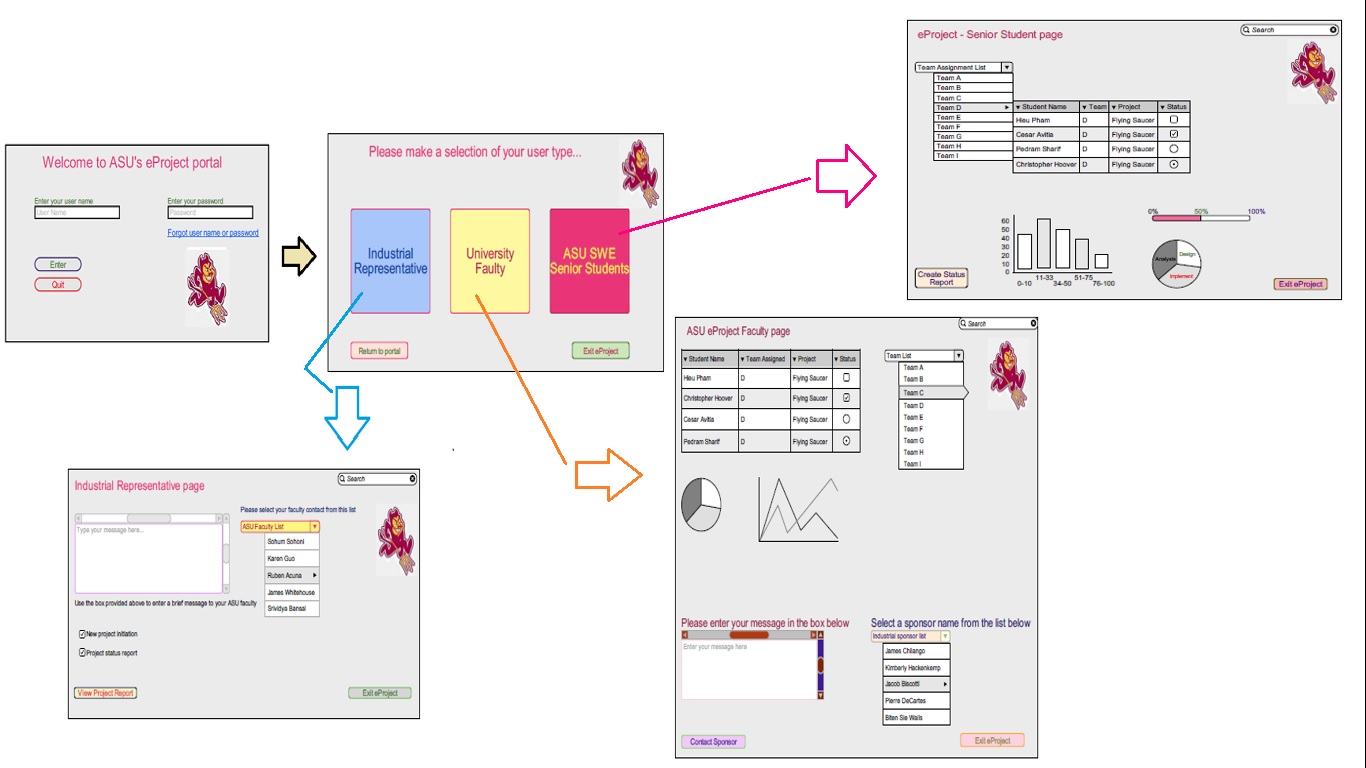 Welcome to ASU's eProject portal
Enter your user name
User Name
Enter your password
Password
Forgot user name or password
Enter
Quit
Please make a selection of your user type...
Industrial
Representative
University
Faulty
ASU SWE
Senior Students
Return to portal
Exit eProject
eProject - Senior Student page
Search
Team Assignment List
Team A
Team B
Team C
Team D
Team E
Team F
Team G
Team H
Team I
Student Name Team Project Status
Hieu Pham D Flying Saucer
Cesar Avitia D Flying Saucer
Pedram Sharif D Flying Saucer
Christopher Hoover D Flying Saucer
60
50
40
30
20
10
0
0-10 11-33 34-50 51-75 76-100
0% 50% 100%
Analysis
Design
Implement
Create Status
Report
Exit eProject
Industrial Representative page
Search
Type your message here...
Use the box provided above to enter a brief message to your ASU faculty
Please select your faculty contact from this list
ASU Faculty List
Sohum Sohoni
Karen Guo
Ruben Acuna
James Whitehouse
Srividya Bansal
New project initiation
Project status report
View Project Report
Exit eProject
ASU eProject Faculty page
Search
Student Name Team Assigned Project Status
Hieu Pham D Flying Saucer
Christopher Hoover D Flying Saucer
Cesar Avitia D Flying Saucer
Pedram Sharif D Flying Saucer
Team List
Team A
Team B
Team C
Team D
Team E
Team F
Team G
Team H
Team I
Please enter your message in the box below
Enter your message here
Select a sponsor name from the list below
Industrial sponsor list
James Chilango
Kimberly Hackenkemp
Jacob Biscotti
Pierre DeCartes
Biten Sie Walls
Contact Sponsor
Exit eProject